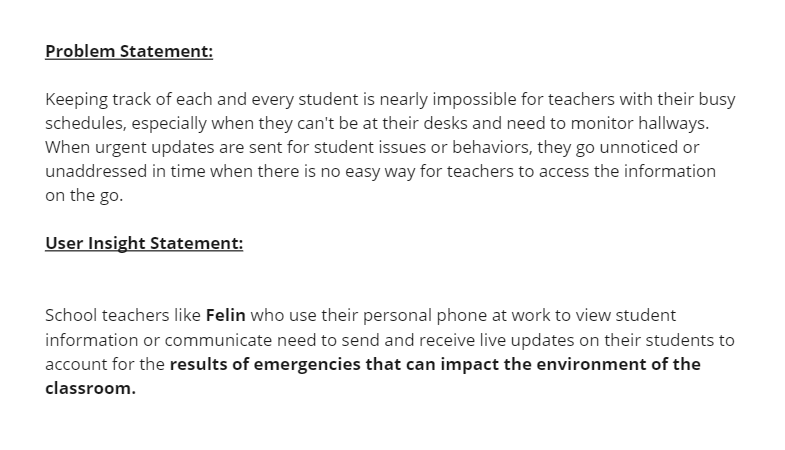 Problem Statement:
Keeping track of each and every student is nearly impossible for teachers with their busy
schedules, especially when they can't be at their desks and need to monitor hallways.
When urgent updates are sent for student issues or behaviors, they go unnoticed or
unaddressed in time when there is no easy way for teachers to access the information
on the go.
User Insight Statement:
School teachers like Felin who use their personal phone at work to view student
information or communicate need to send and receive live updates on their students to
account for the results of emergencies that can impact the environment of the
classroom.